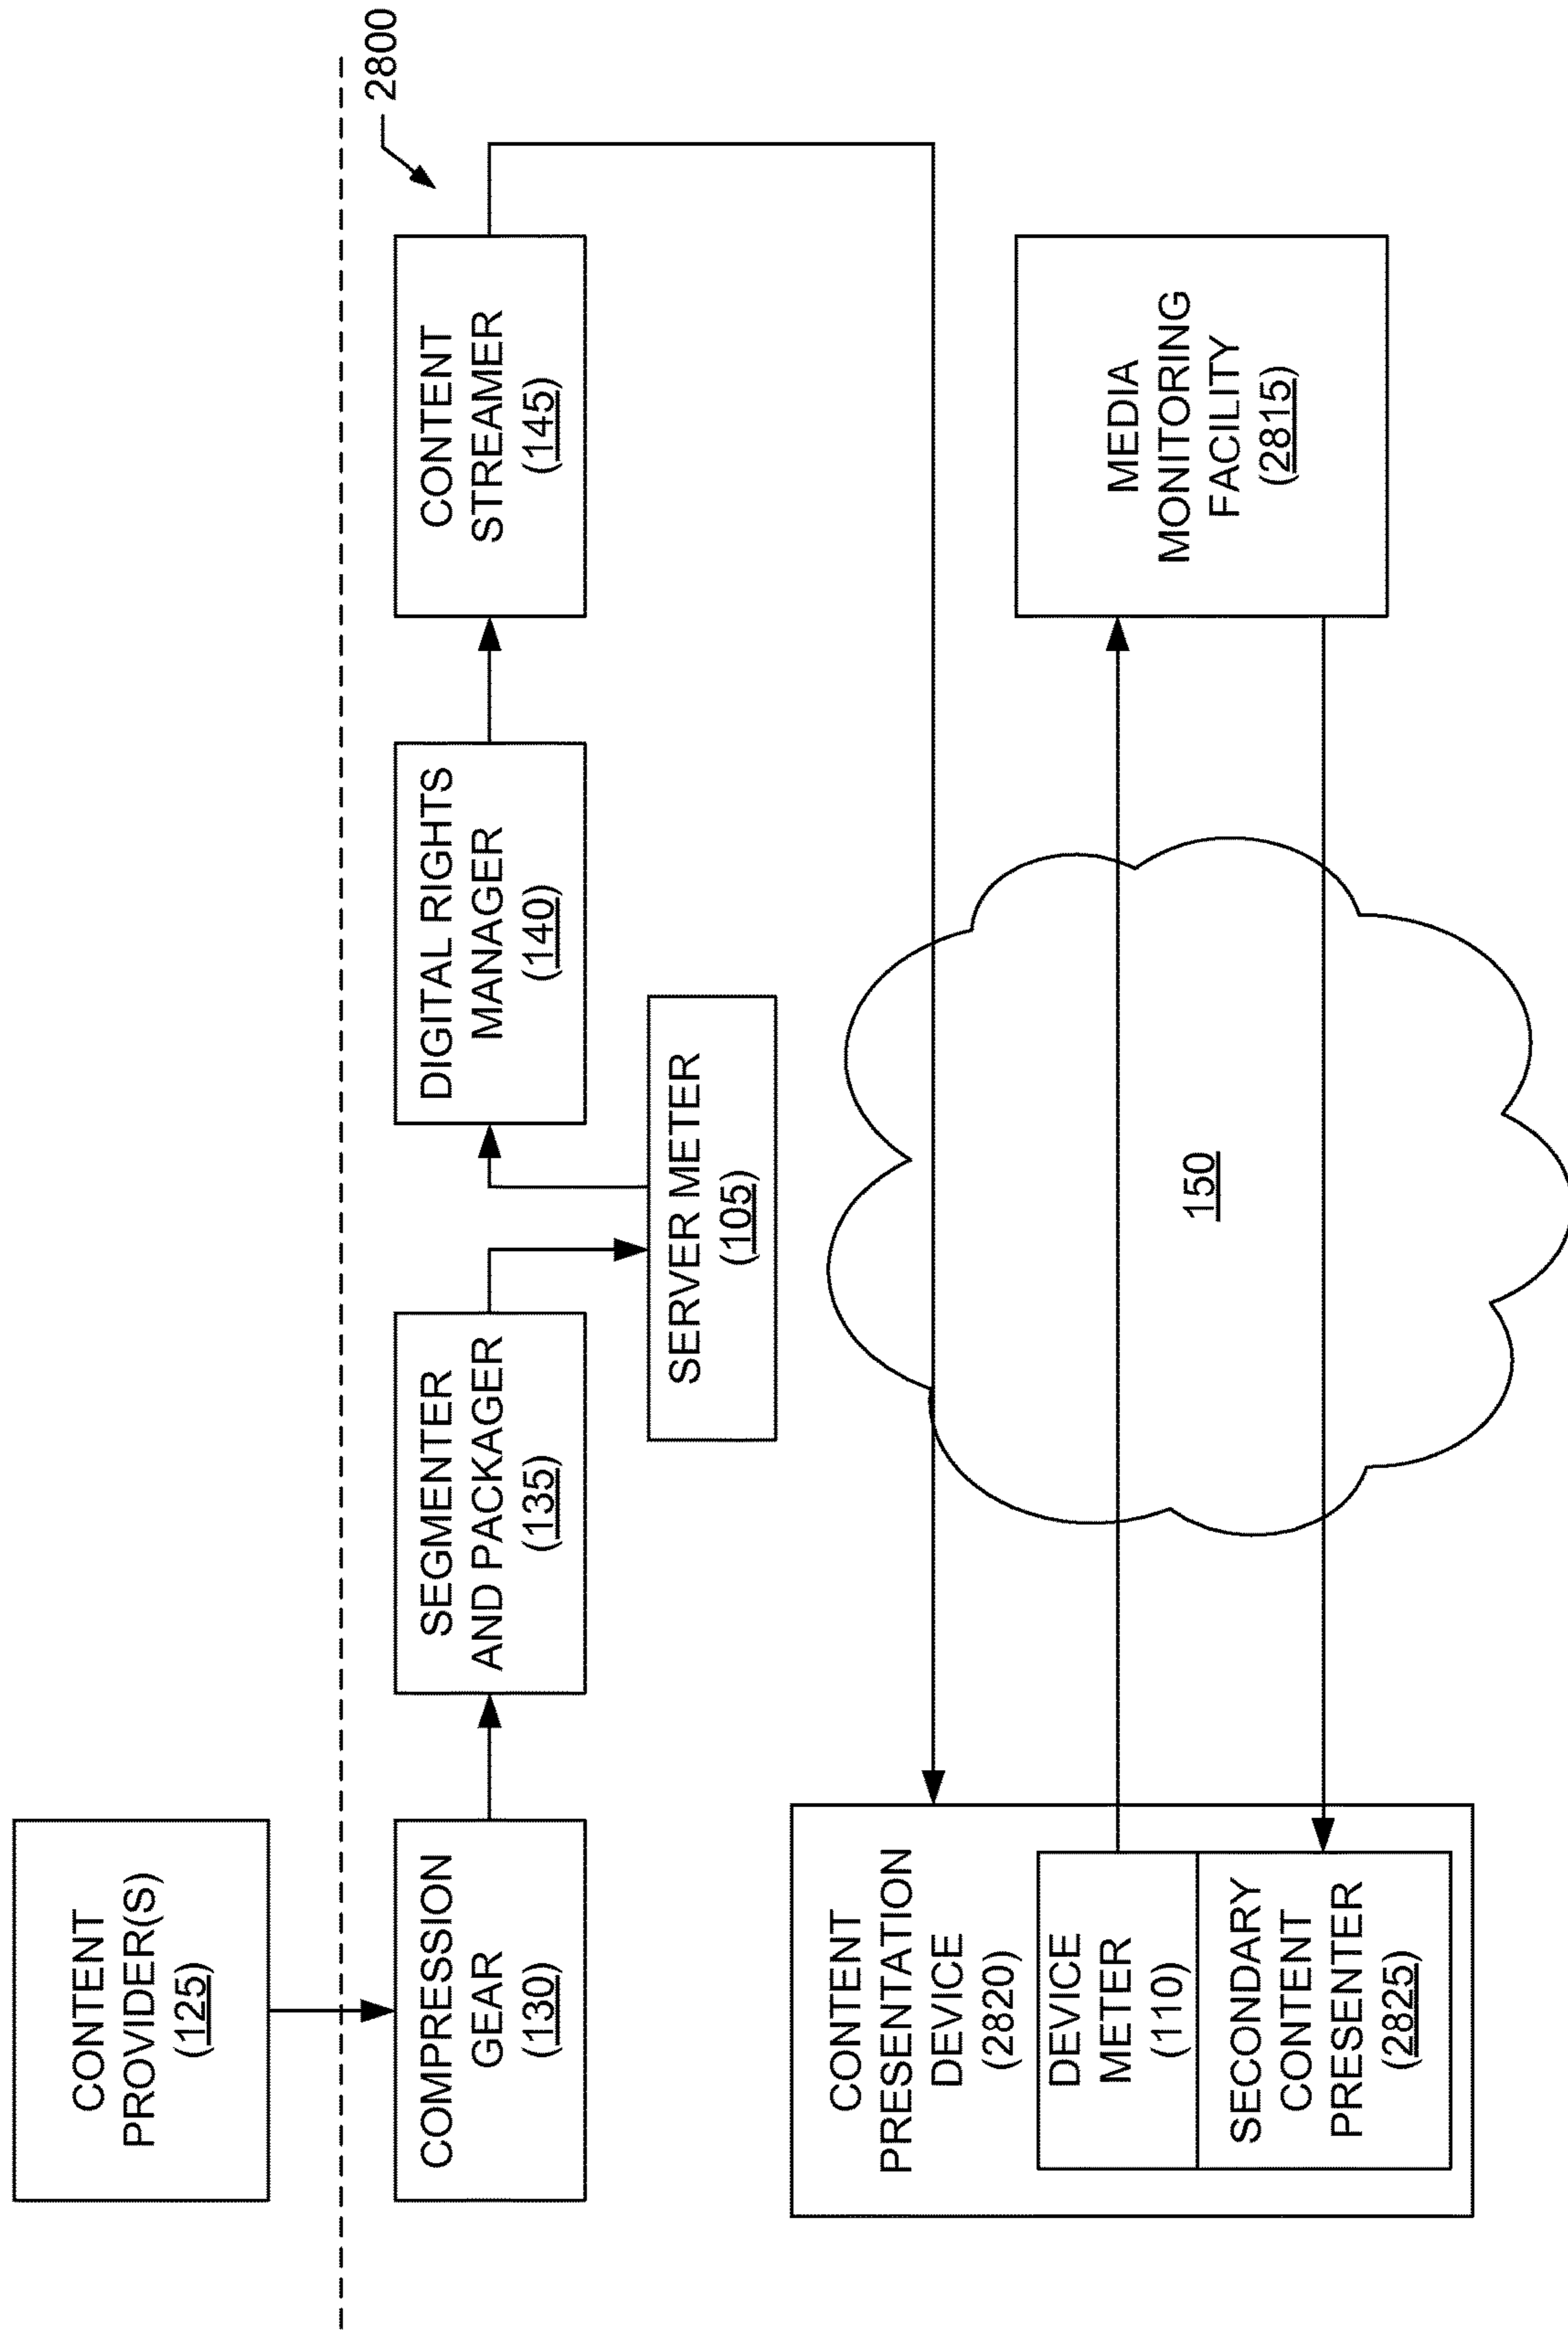 CONTENT
PROVIDER(S)
(125)
2800
COMPRESSION
GEAR
(130)
SEGMENTER
AND PACKAGER
(135)
DIGITAL RIGHTS
MANAGER
(140)
CONTENT
STREAMER
(145)
SERVER METER
(105)
CONTENT
PRESENTATION
DEVICE
(2820)
DEVICE
METER
(110)
SECONDARY
CONTENT
PRESENTER
(2825)
150
MEDIA
MONITORING
FACILITY
(2815)